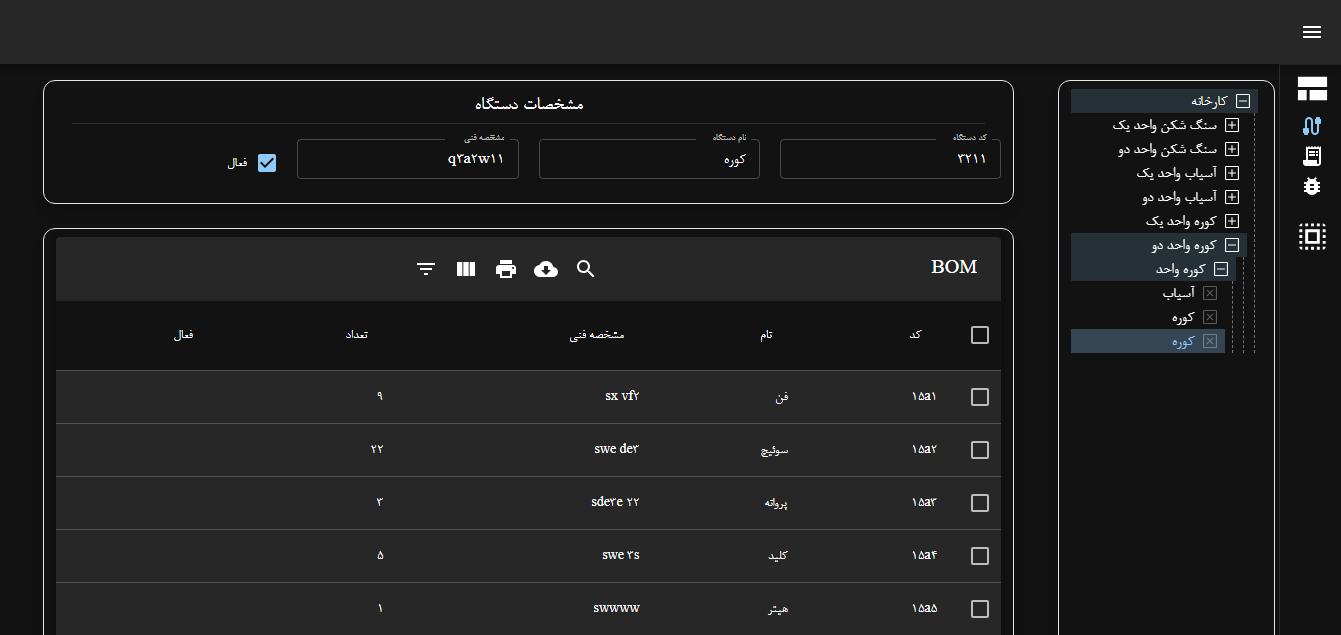 مشخصات دستگاه
کد دستگاه
۳۲۱۱
نام دستگاه
کوره
مشخصه فنی
q۳a۲w۱۱
فعال
کارخانه
سنگ شکن واحد یک
سنگ شکن واحد دو
آسیاب واحد یک
آسیاب واحد دو
کوره واحد یک
کوره واحد دو
کوره واحد
آسیاب
کوره
کوره
BOM
کد نام مشخصه فنی تعداد فعال
۱۵a۱ فن sx vf۲ ۹
۱۵a۲ سوئیچ swe de۳ ۲۲
۱۵a۳ پروانه sde۳e ۲۲ ۳
۱۵a۴ کلید swe ۳s ۵
۱۵a۵ هیتر swwww ۱